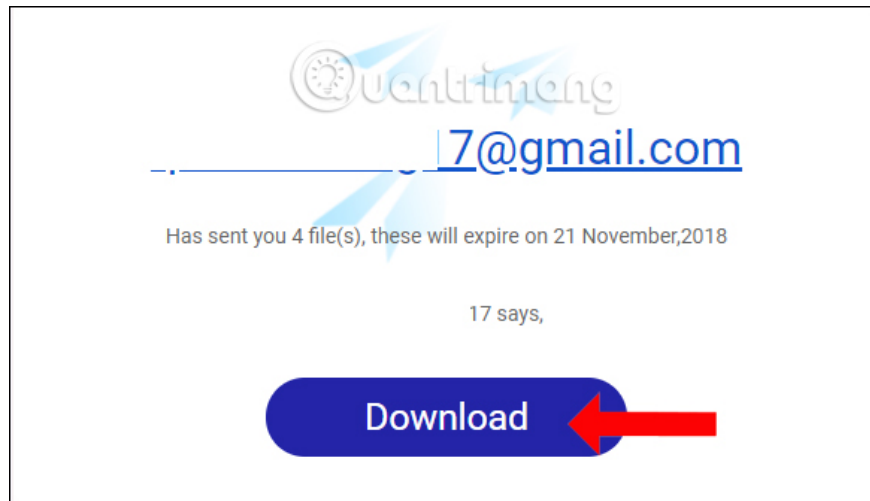 Quantrimang
7@gmail.com
Has sent you 4 file(s), these will expire on 21 November,2018
17 says,
Download